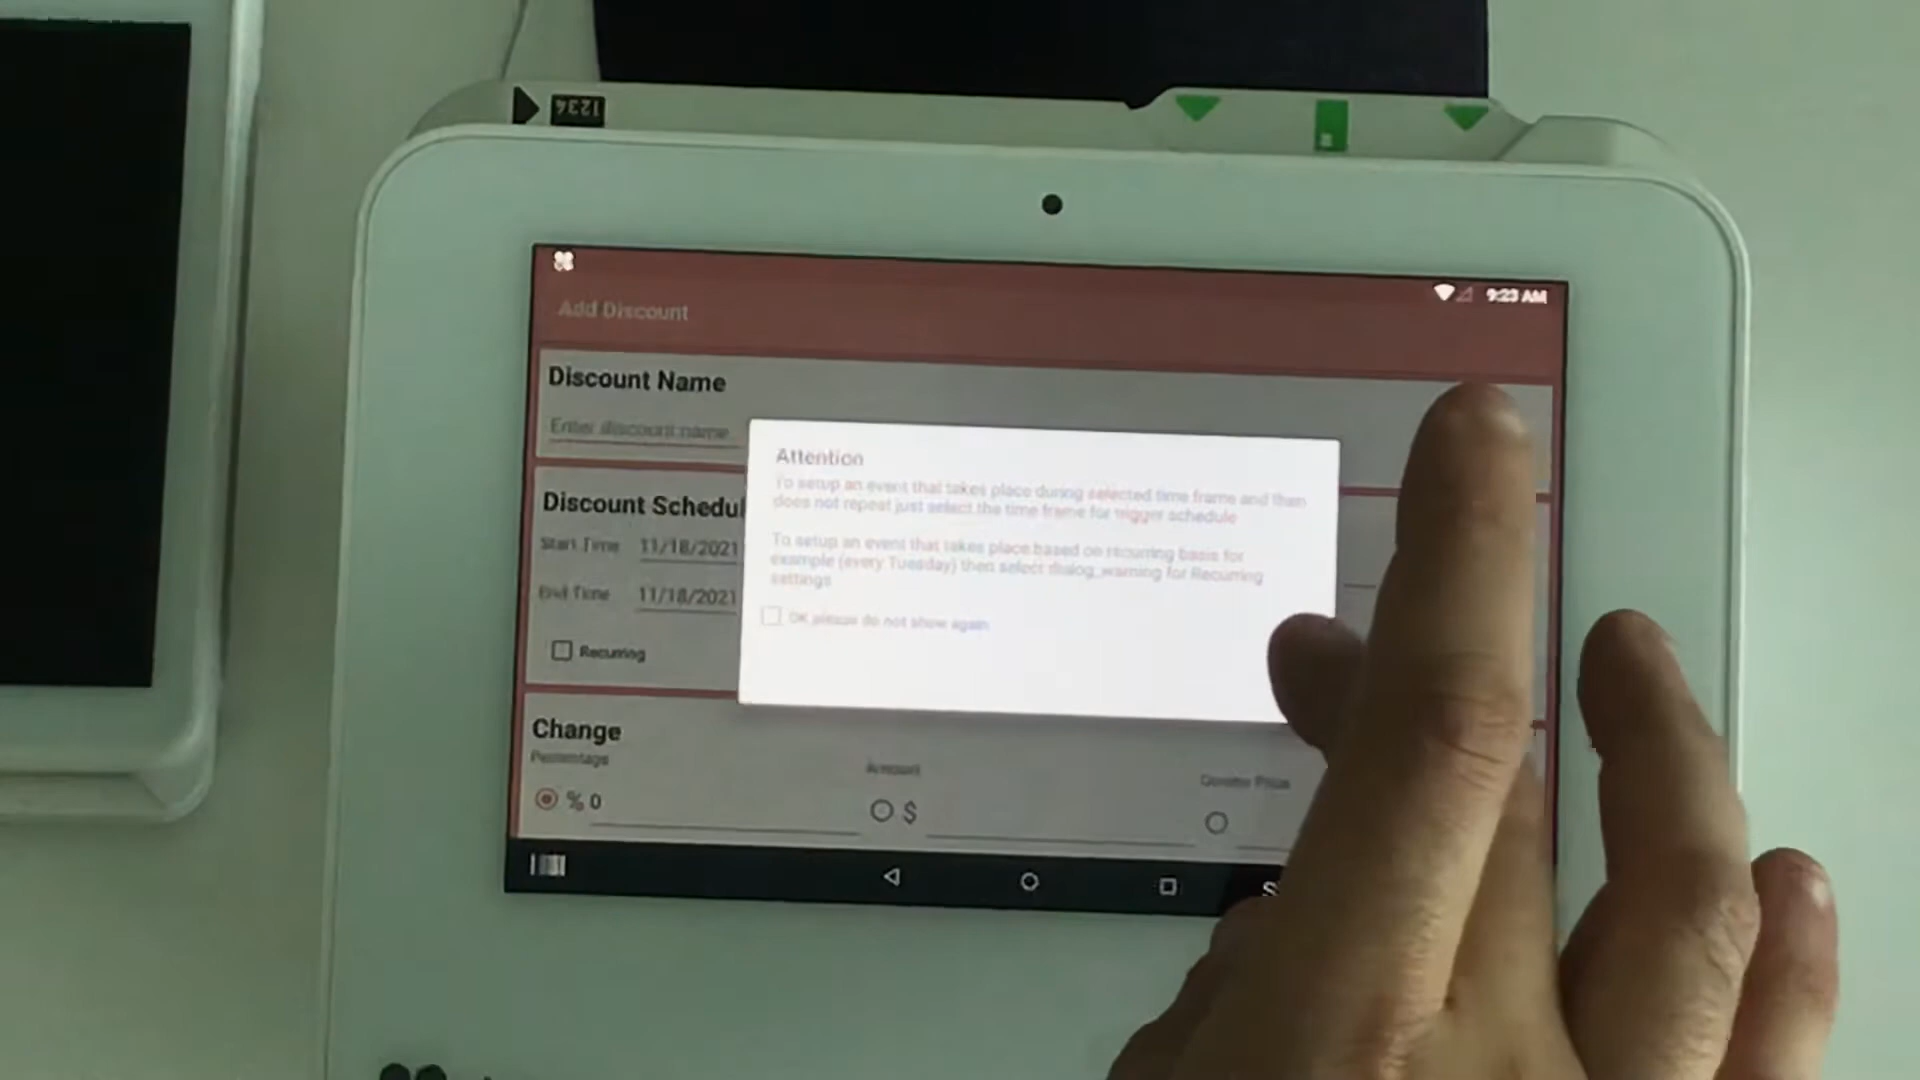 1234
9:23 AM
Add Discount
Discount Name
Enter discount name
Attention
To setup an event that takes place during selected time frame and then
does not repeat just select the time frame for trigger schedule
To setup an event that takes place based on recurring basis for
example (every Tuesday) then select dialog_warning for Recurring
settings
OK please do not show again
Discount Schedul
Start Time 11/18/2021
End Time 11/18/2021
Recurring
Change
Percentage Amount
% 0 $
S